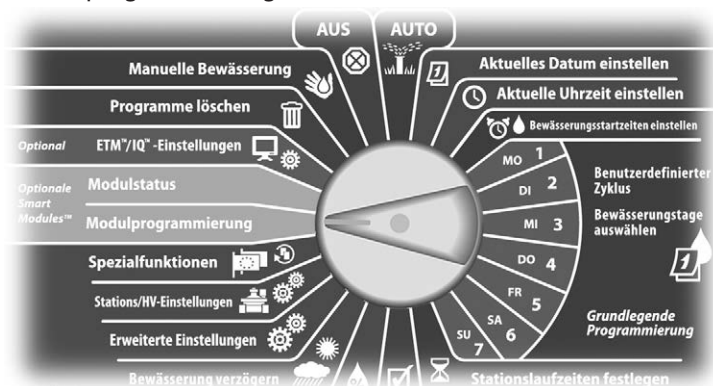 AUS
AUTO
Manuelle Bewässerung
Programme löschen
Optional
ETM™/IQ™ -Einstellungen
Optionale
Smart
Modules™
Modulstatus
Modulprogrammierung
Spezialfunktionen
Stations/HV-Einstellungen
Erweiterte Einstellungen
Bewässerung verzögern
Aktuelles Datum einstellen
Aktuelle Uhrzeit einstellen
Bewässerungsstartzeiten einstellen
MO 1
DI 2
MI 3
DO 4
FR 5
SA 6
SU 7
Benutzerdefinierter
Zyklus
Bewässerungstage
auswählen
1
Grundlegende
Programmierung
Stationslaufzeiten festlegen